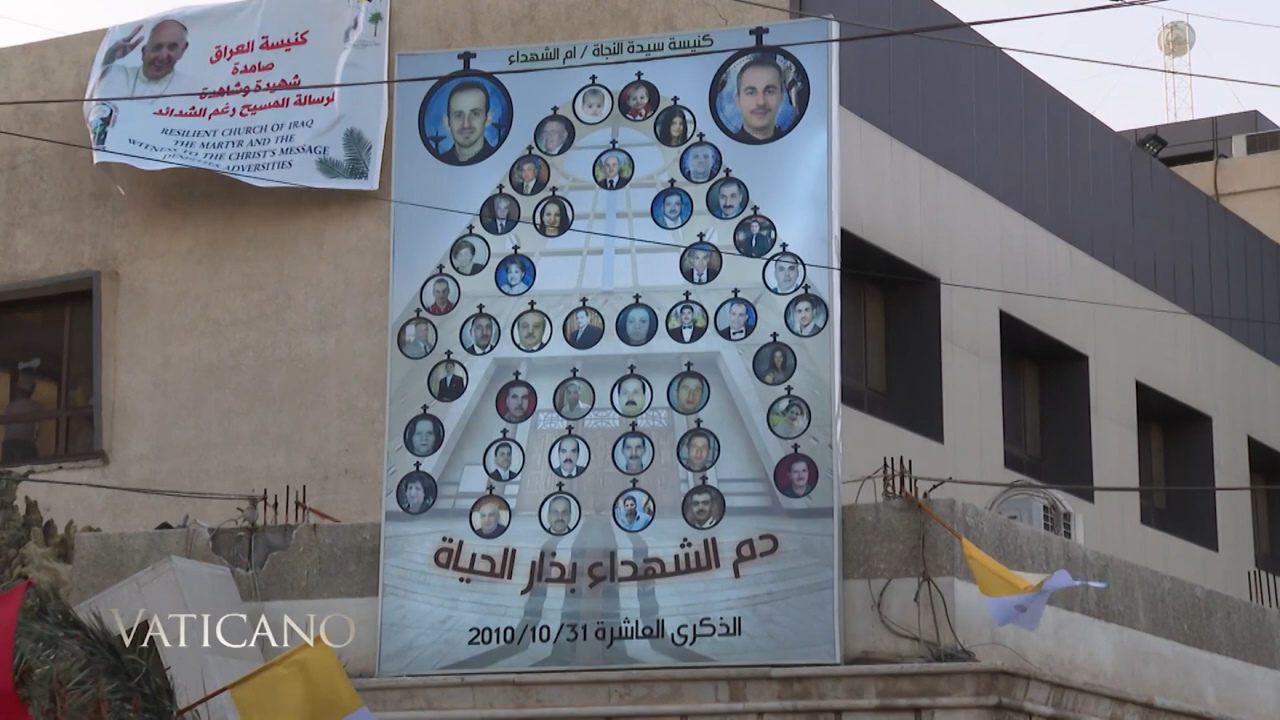 كنيسة العراق
صامدة
شهيدة وشاهدة
لرسالة المسيح رغم الشدائد
RESILIENT CHURCH OF IRAQ
THE MARTYR AND THE
WITNESS TO THE CHRIST'S MESSAGE
ADVERSITIES
كنيسة سيدة النجاة / ام الشهداء
دم الشهداء بذار الحياة
الذكرى العاشرة 2010/10/31
VATICANO